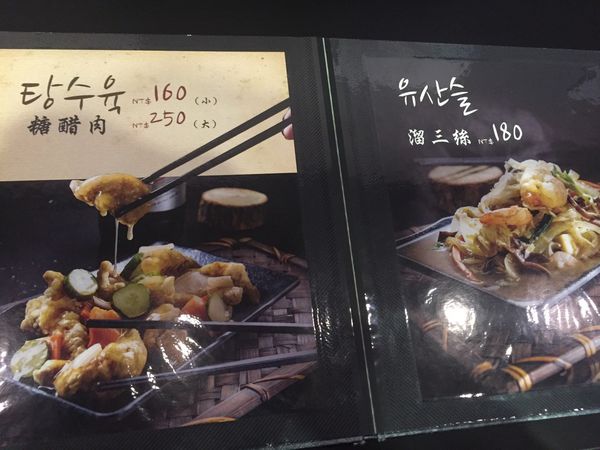 탕수육 NT$ 160 (小)
糖醋肉 NT$ 250 (大)
유산슬
溜三絲 NT$ 180